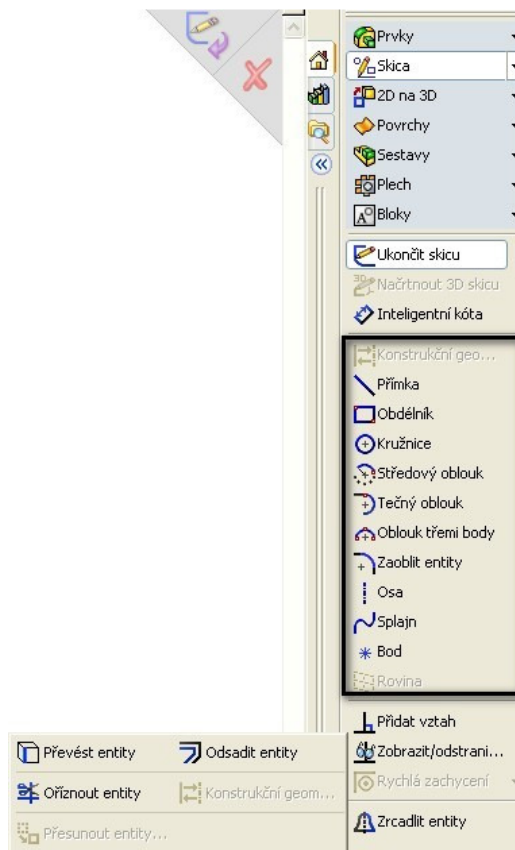 Prvky
Skica
2D na 3D
Povrchy
Sestavy
Plech
Bloky
Ukončit skicu
Načrtnout 3D skicu
Inteligentní kóta
Konstrukční geo...
Přímka
Obdélník
Kružnice
Středový oblouk
Tečný oblouk
Oblouk třemi body
Zaoblit entity
Osa
Splajn
Bod
Rovina
Přidat vztah
Zobrazit/odstrani...
Rychlá zachycení
Zrcadlit entity
Převést entity
Odsadit entity
Oříznout entity
Konstrukční geom...
Přesunout entity...